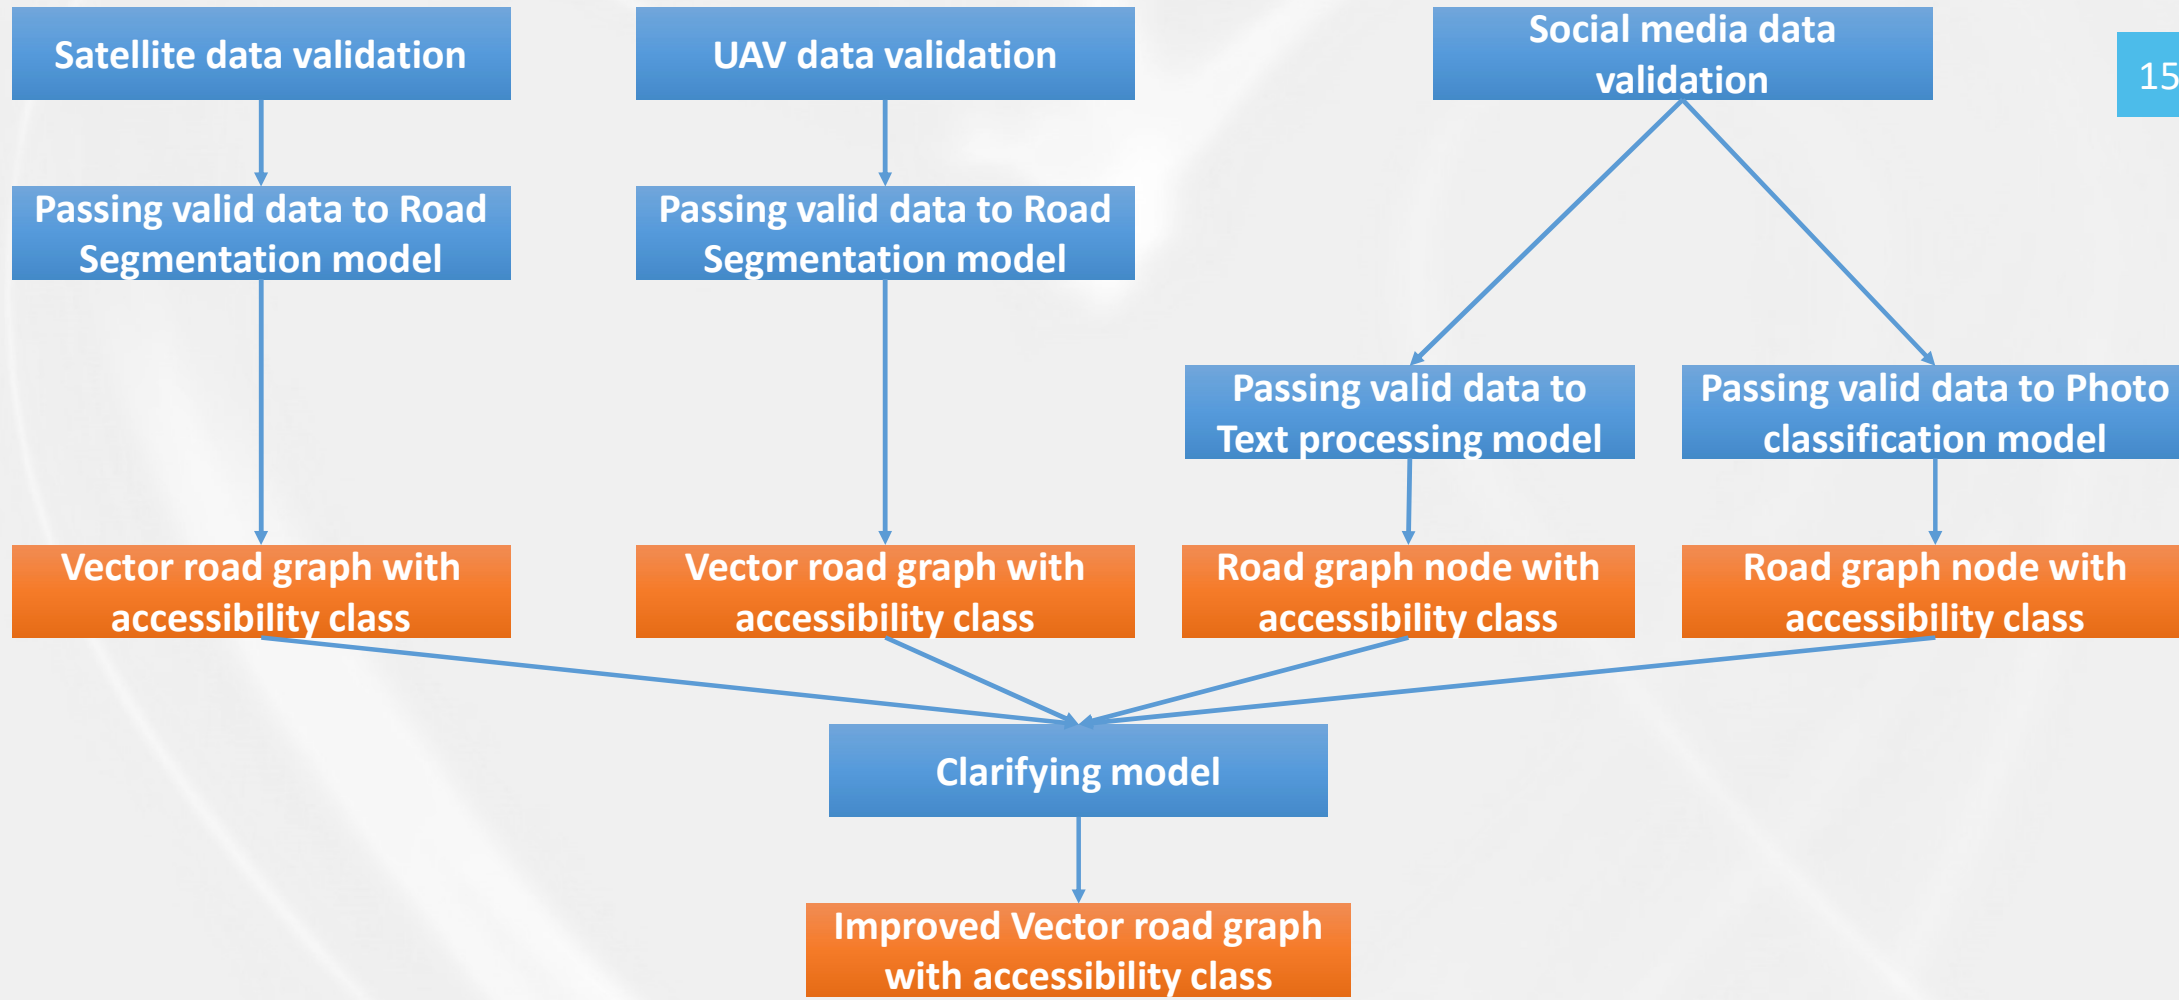 Satellite data validation
UAV data validation
Social media data
validation
15
Passing valid data to Road
Segmentation model
Passing valid data to Road
Segmentation model
Passing valid data to
Text processing model
Passing valid data to Photo
classification model
Vector road graph with
accessibility class
Vector road graph with
accessibility class
Road graph node with
accessibility class
Road graph node with
accessibility class
Clarifying model
Improved Vector road graph
with accessibility class